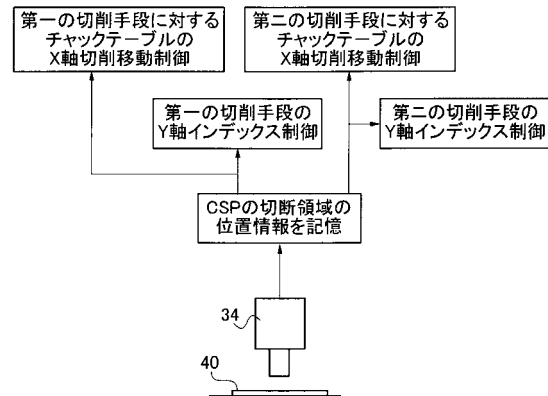 第一の切削手段に対する
チャックテーブルの
X軸切削移動制御
第二の切削手段に対する
チャックテーブルの
X軸切削移動制御
第一の切削手段の
Y軸インデックス制御
第二の切削手段の
Y軸インデックス制御
CSPの切断領域の
位置情報を記憶
34
40